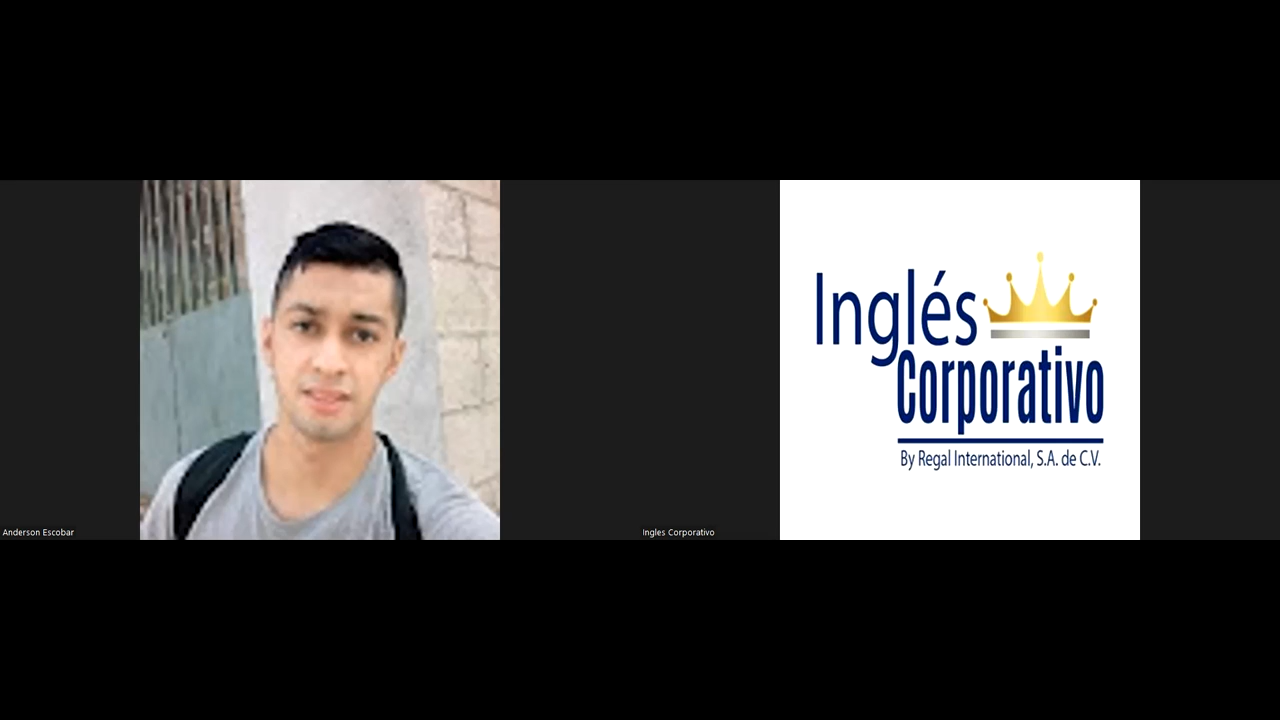 Inglés
Corporativo
By Regal International, S.A. de C.V.
Anderson Escobar
Ingles Corporativo